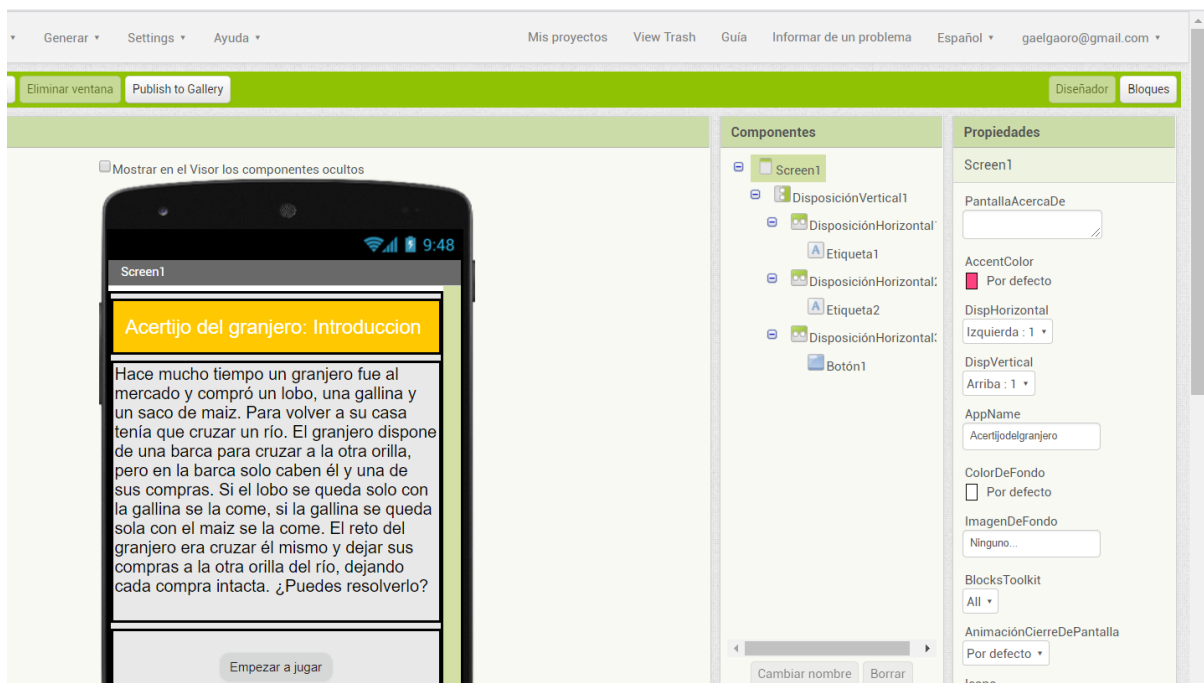 Generar Settings Ayuda Mis proyectos View Trash Guía Informar de un problema Español gaelgaoro@gmail.com
Eliminar ventana Publish to Gallery Diseñador Bloques
Componentes
Propiedades
Mostrar en el Visor los componentes ocultos
9:48
Screen1
Acertijo del granjero: Introduccion
Hace mucho tiempo un granjero fue al
mercado y compró un lobo, una gallina y
un saco de maiz. Para volver a su casa
tenía que cruzar un río. El granjero dispone
de una barca para cruzar a la otra orilla,
pero en la barca solo caben él y una de
sus compras. Si el lobo se queda solo con
la gallina se la come, si la gallina se queda
sola con el maiz se la come. El reto del
granjero era cruzar él mismo y dejar sus
compras a la otra orilla del río, dejando
cada compra intacta. ¿Puedes resolverlo?
Empezar a jugar
Screen1
DisposiciónVertical1
DisposiciónHorizontal
Etiqueta1
DisposiciónHorizontal
Etiqueta2
DisposiciónHorizontal
Botón1
Cambiar nombre Borrar
Screen1
PantallaAcercaDe
AccentColor
Por defecto
DispHorizontal
Izquierda : 1
DispVertical
Arriba : 1
AppName
Acertijodelgranjero
ColorDeFondo
Por defecto
ImagenDeFondo
Ninguno...
BlocksToolkit
All
AnimaciónCierreDePantalla
Por defecto